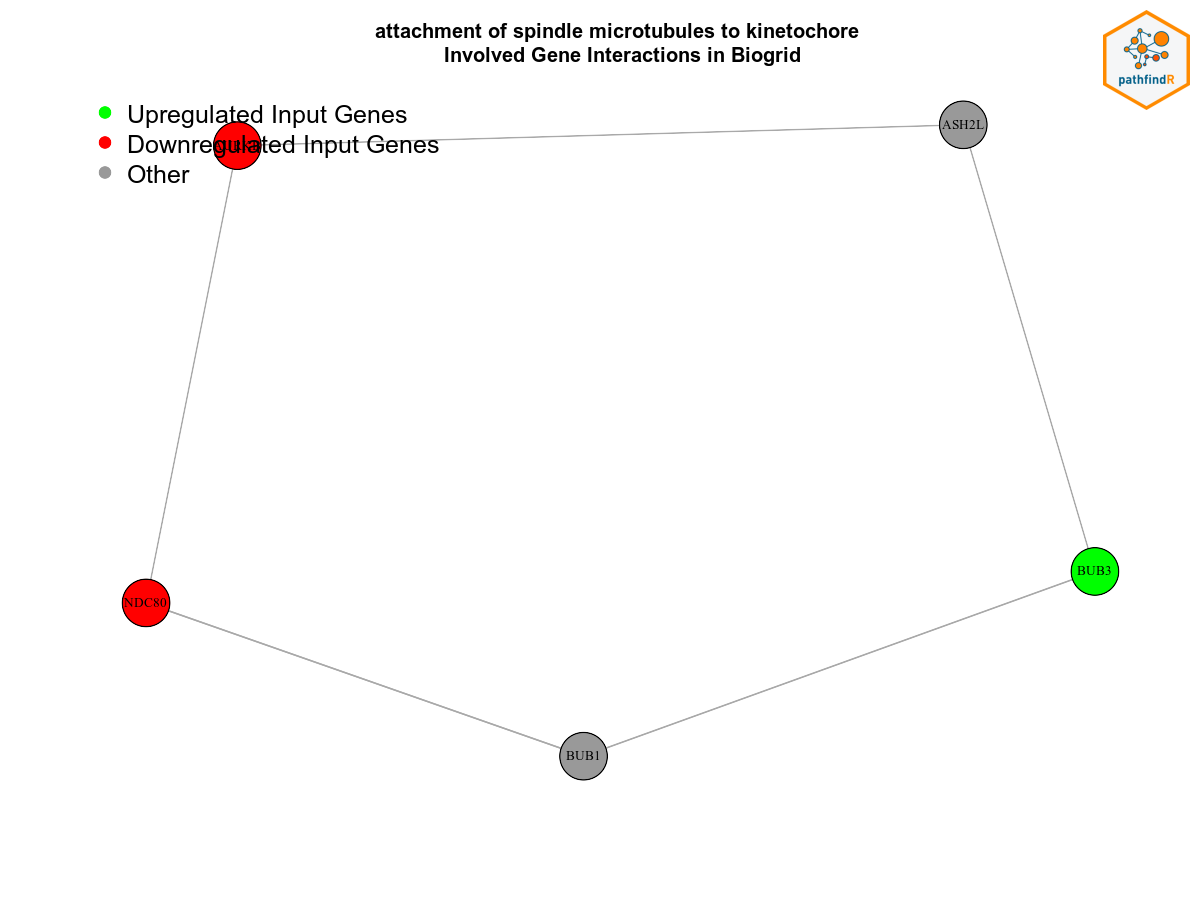 attachment of spindle microtubules to kinetochore
Involved Gene Interactions in Biogrid
pathfindR
Upregulated Input Genes
Downregulated Input Genes
Other
ASH2L
BUB3
NDC80
BUB1